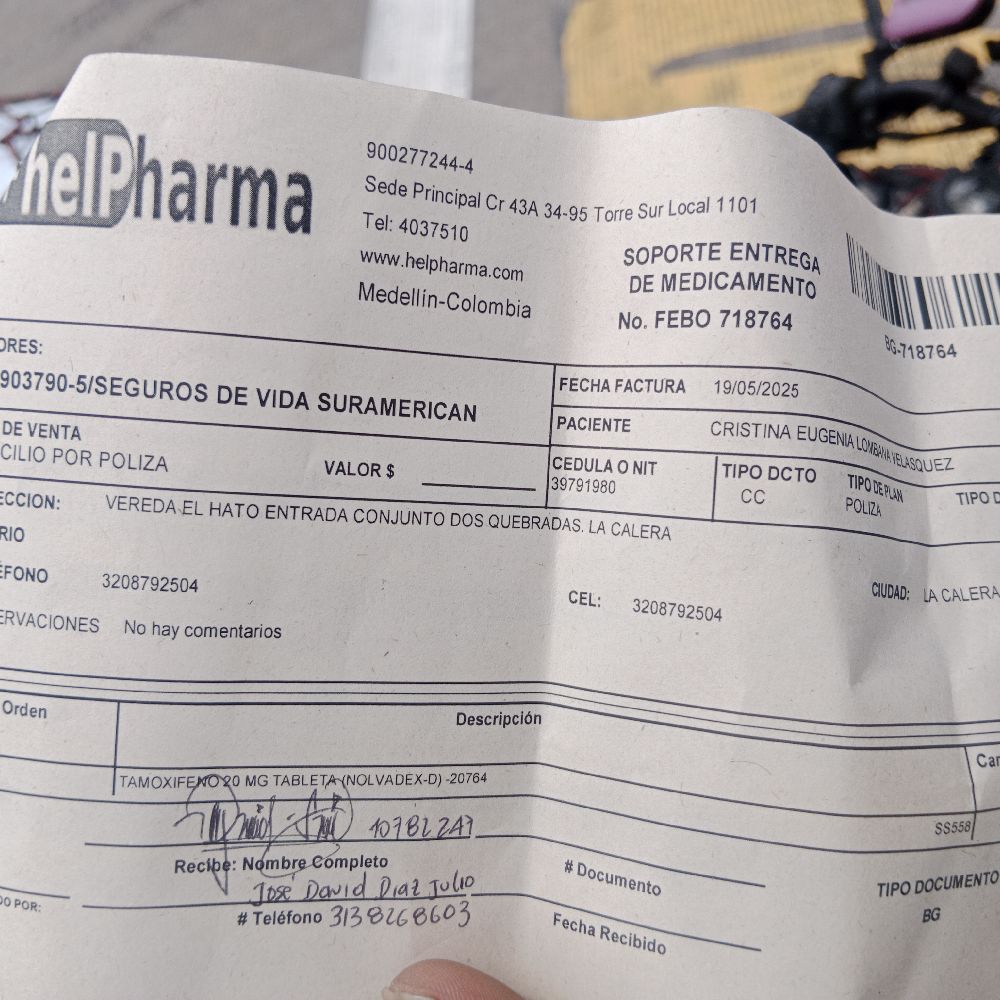 helPharma
900277244-4
Sede Principal Cr 43A 34-95 Torre Sur Local 1101
Tel: 4037510
www.helpharma.com
Medellín-Colombia
SOPORTE ENTREGA
DE MEDICAMENTO
No. FEBO 718764
BG-718764
ORES:
903790-5/SEGUROS DE VIDA SURAMERICAN
FECHA FACTURA 19/05/2025
PACIENTE CRISTINA EUGENIA LOMBANA VELASQUEZ
DE VENTA
CILIO POR POLIZA
VALOR $
CEDULA O NIT
39791980
TIPO DCTO
CC
TIPO DE PLAN
POLIZA
TIPO D
ECCION: VEREDA EL HATO ENTRADA CONJUNTO DOS QUEBRADAS. LA CALERA
RIO
ÉFONO 3208792504
CEL: 3208792504
CIUDAD: LA CALERA
ERVACIONES No hay comentarios
Orden
Descripción
Can
TAMOXIFENO 20 MG TABLETA (NOLVADEX-D) -20764
SS558
10782247
Recibe: Nombre Completo
José David Diaz Julio
# Teléfono 3138268603
# Documento
Fecha Recibido
TIPO DOCUMENTO
BG
DO POR: